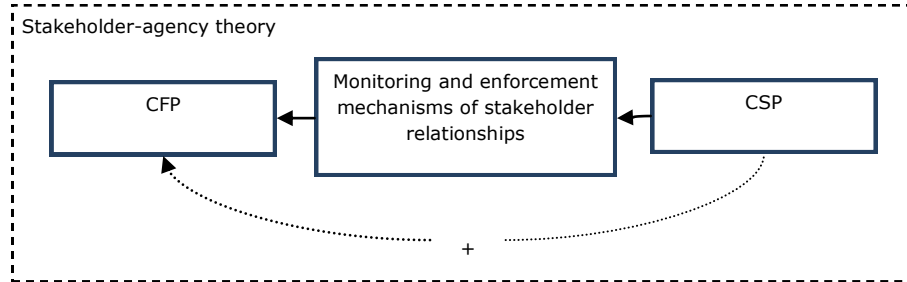 Stakeholder-agency theory
CFP
Monitoring and enforcement
mechanisms of stakeholder
relationships
CSP
+